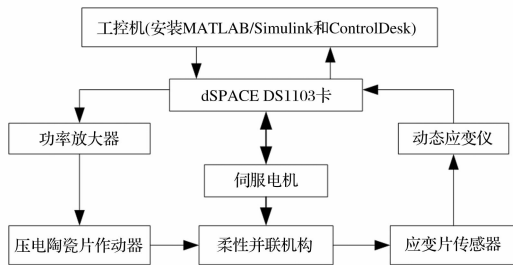 工控机(安装MATLAB/Simulink和ControlDesk)
dSPACE DS1103卡
功率放大器
动态应变仪
伺服电机
压电陶瓷片作动器
柔性并联机构
应变片传感器